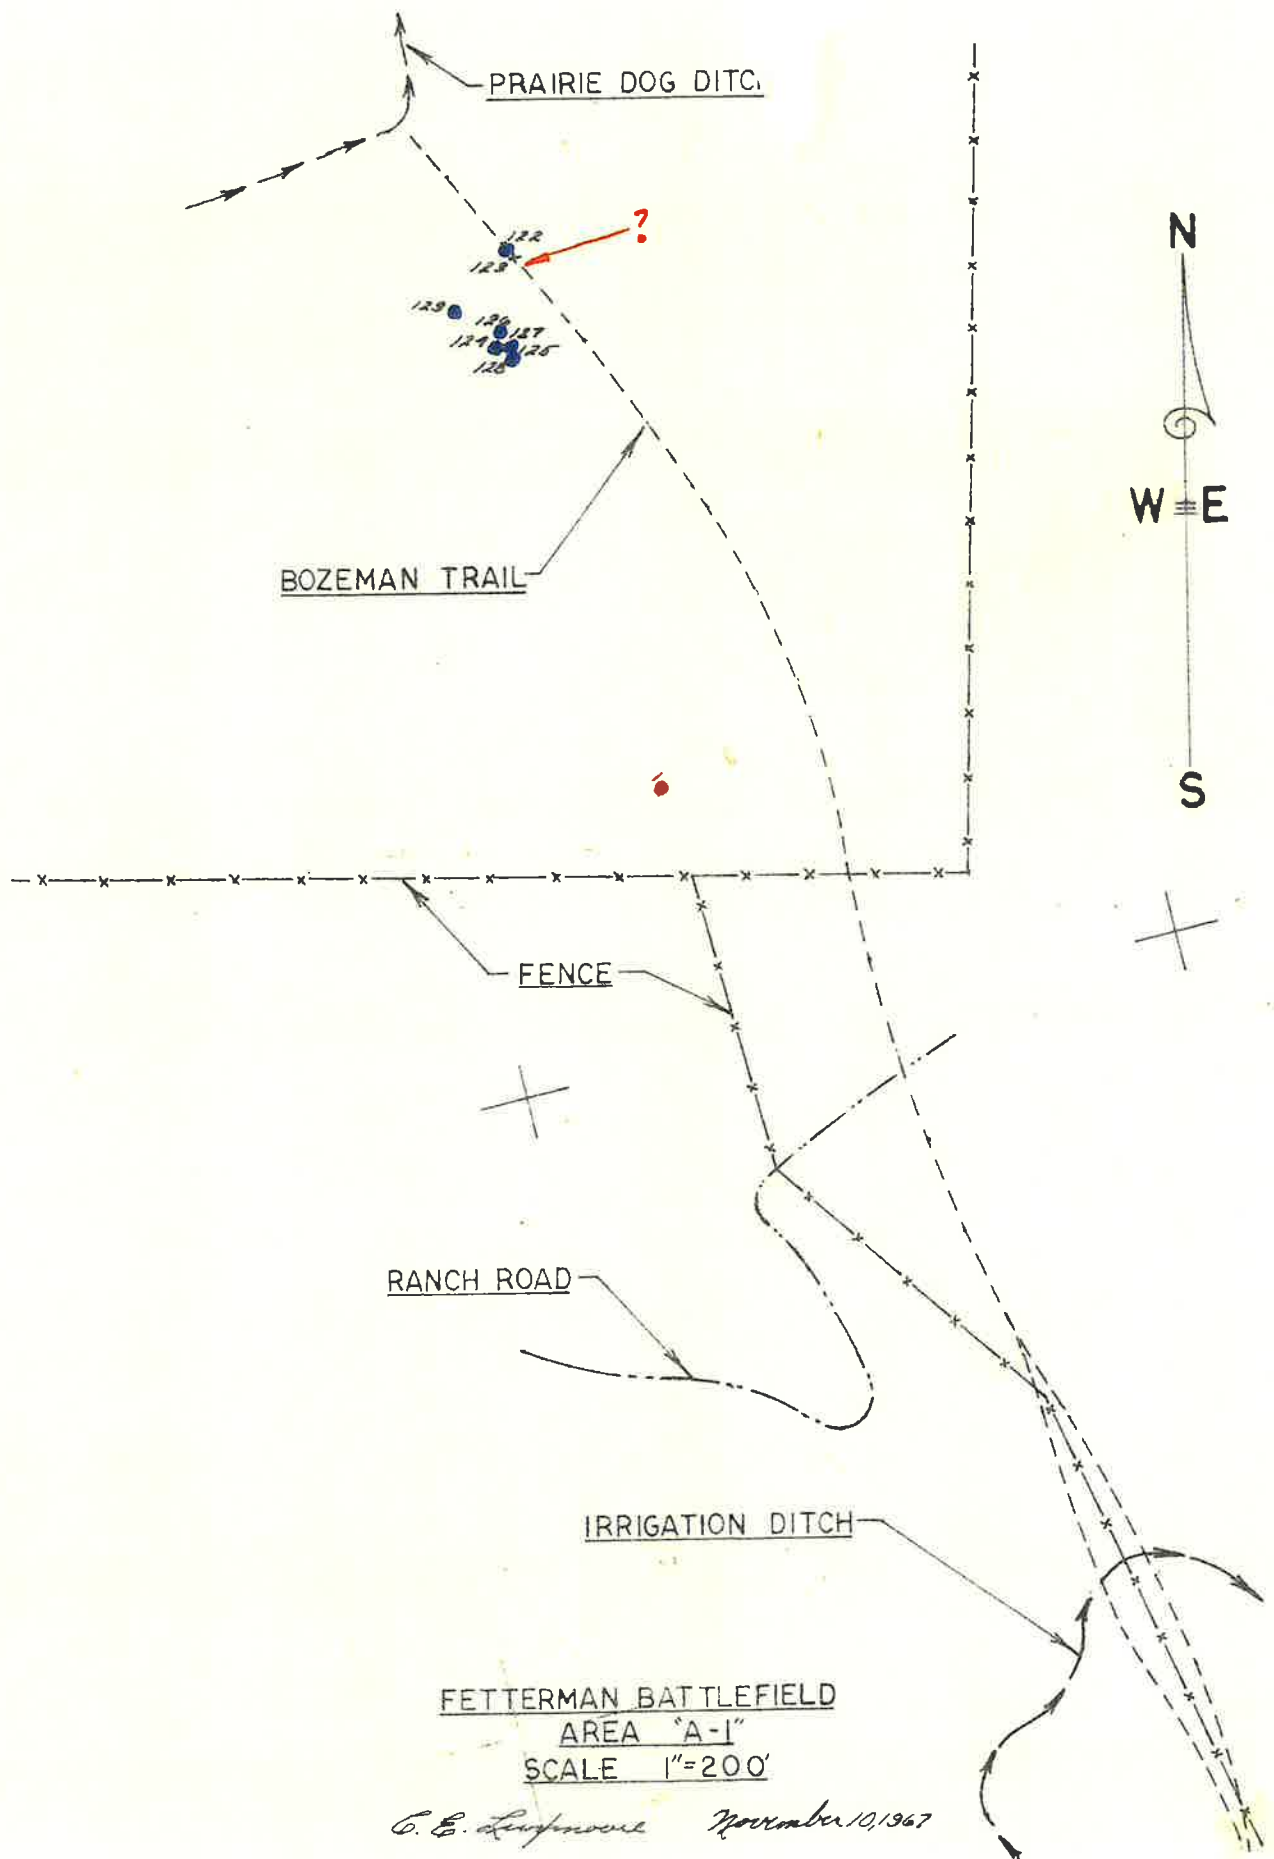 PRAIRIE DOG DITC
?
122
123
129
126
127
124
125
128
N
W E
S
BOZEMAN TRAIL
FENCE
RANCH ROAD
IRRIGATION DITCH
FETTERMAN BATTLEFIELD
AREA "A-1"
SCALE 1"=200'
C. E. November 10, 1967